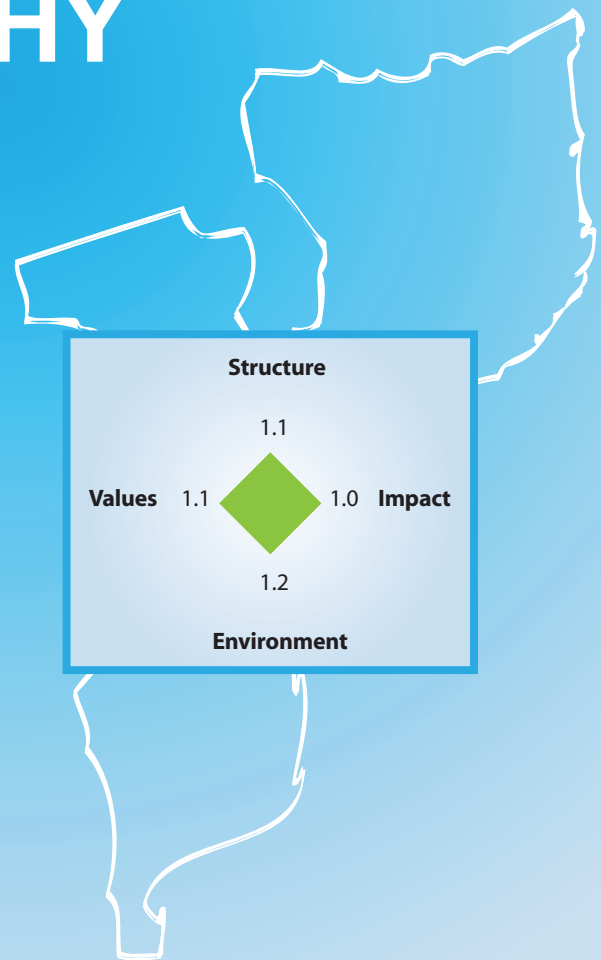 HY
Structure
1.1
Values 1.1 1.0 Impact
1.2
Environment